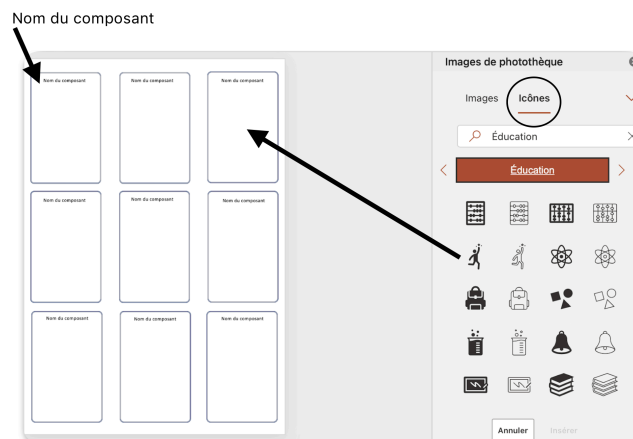 Nom du composant
Images de photothèque
Images Icônes
Éducation
Éducation
Nom du composant Nom du composant Nom du composant
Nom du composant Nom du composant Nom du composant
Nom du composant Nom du composant Nom du composant
Annuler Insérer